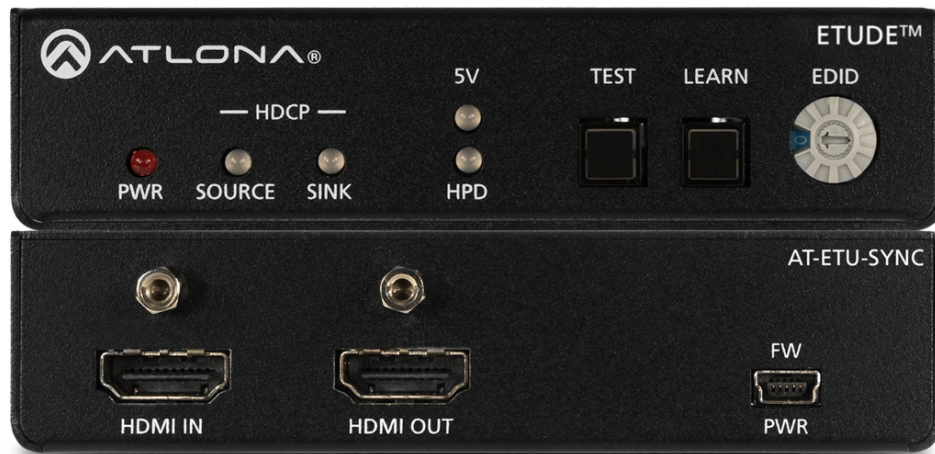 ATLONA®
ETUDE™
5V
TEST
LEARN
EDID
— HDCP —
0
PWR
SOURCE
SINK
HPD
AT-ETU-SYNC
FW
HDMI IN
HDMI OUT
PWR